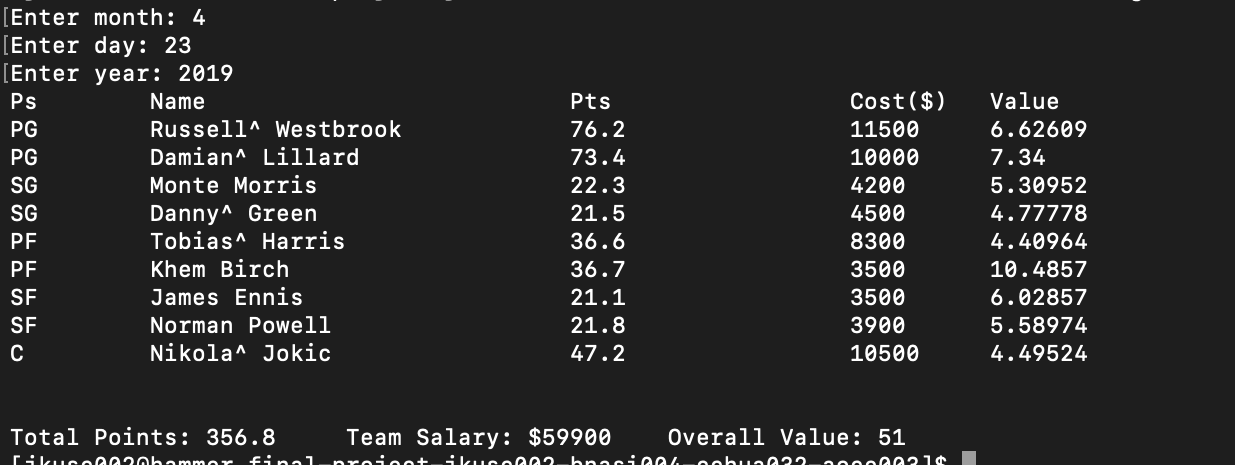 [Enter month: 4
[Enter day: 23
[Enter year: 2019
Ps Name Pts Cost($) Value
PG Russell^ Westbrook 76.2 11500 6.62609
PG Damian^ Lillard 73.4 10000 7.34
SG Monte Morris 22.3 4200 5.30952
SG Danny^ Green 21.5 4500 4.77778
PF Tobias^ Harris 36.6 8300 4.40964
PF Khem Birch 36.7 3500 10.4857
SF James Ennis 21.1 3500 6.02857
SF Norman Powell 21.8 3900 5.58974
C Nikola^ Jokic 47.2 10500 4.49524
Total Points: 356.8 Team Salary: $59900 Overall Value: 51